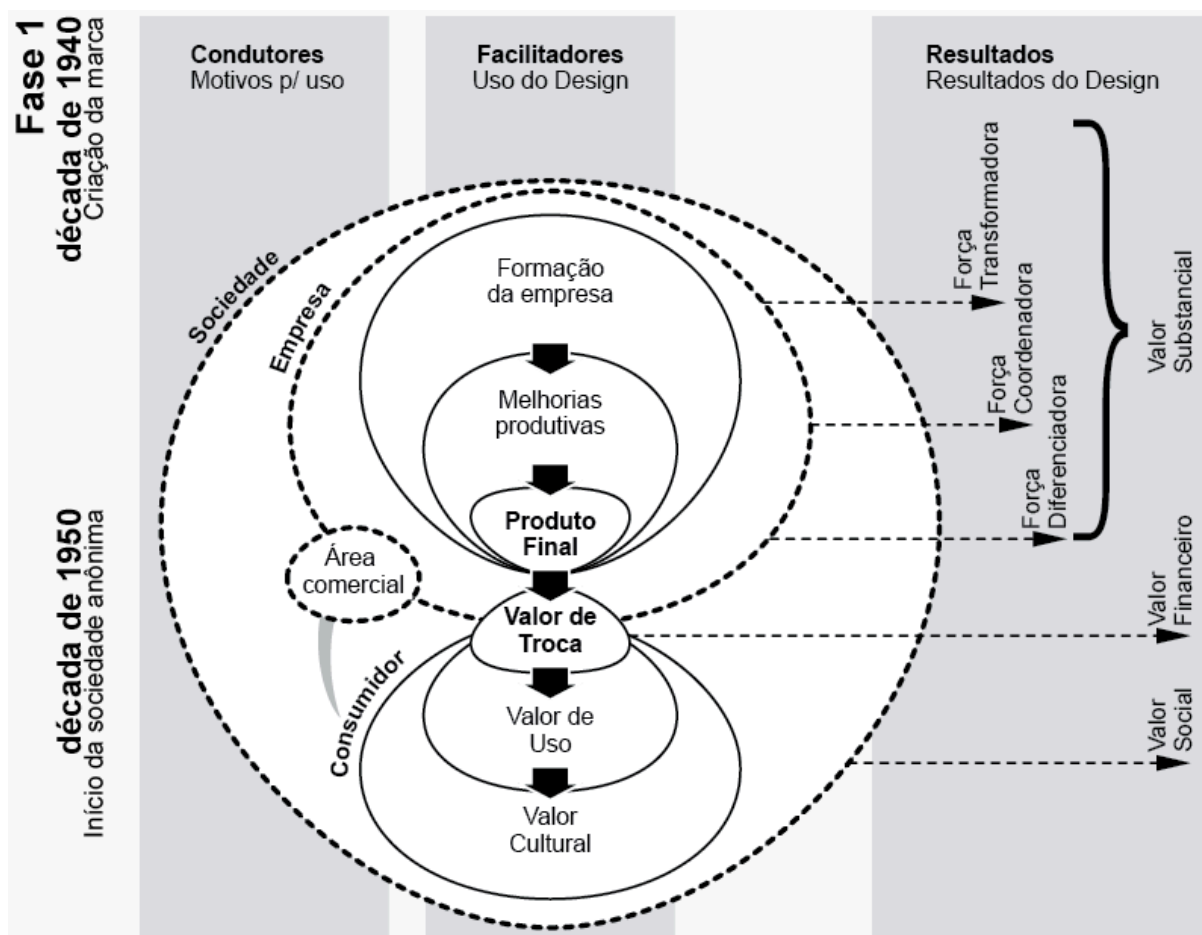 Fase 1
década de 1940
Criação da marca
década de 1950
Início da sociedade anônima
Condutores
Motivos p/ uso
Facilitadores
Uso do Design
Resultados
Resultados do Design
Sociedade
Empresa
Formação
da empresa
Melhorias
produtivas
Produto
Final
Área
comercial
Valor de
Troca
Consumidor
Valor de
Uso
Valor
Cultural
Força
Transformadora
Força
Coordenadora
Força
Diferenciadora
Valor
Substancial
Valor
Financeiro
Valor
Social